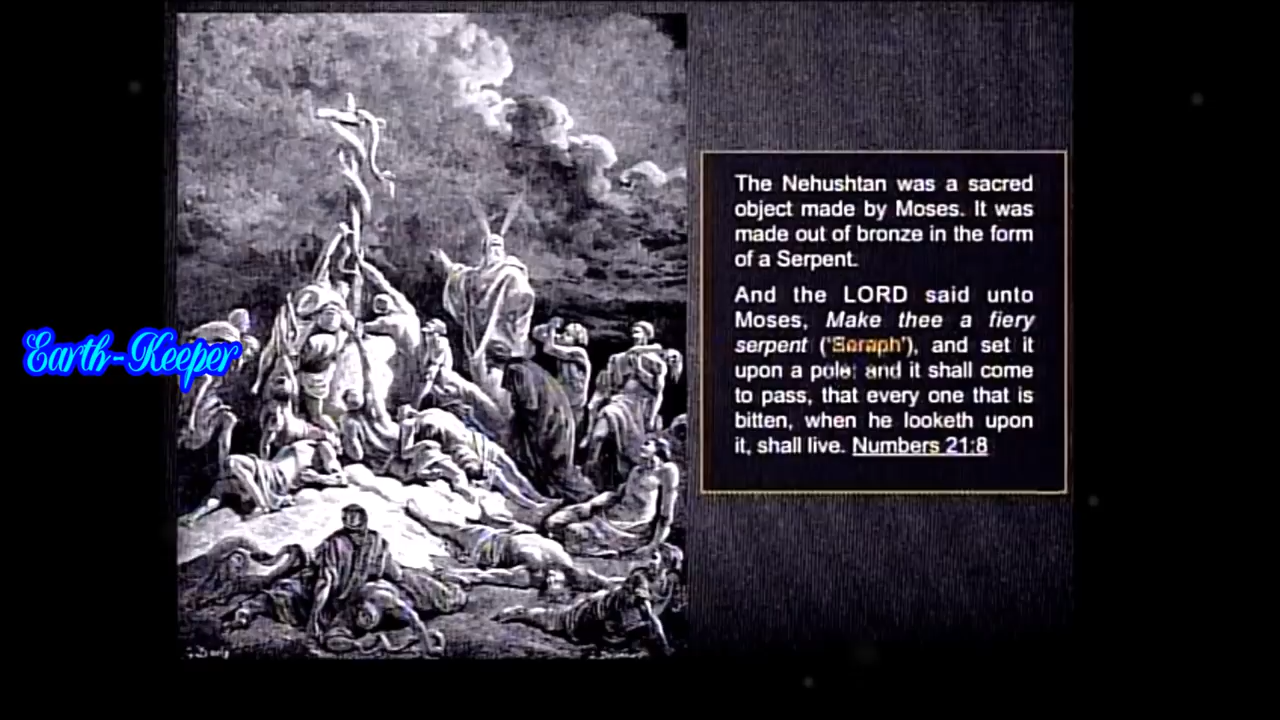 Earth-Keeper
The Nehushtan was a sacred
object made by Moses. It was
made out of bronze in the form
of a Serpent.
And the LORD said unto
Moses, Make thee a fiery
serpent ('Seraph'), and set it
upon a pole; and it shall come
to pass, that every one that is
bitten, when he looketh upon
it, shall live. Numbers 21:8